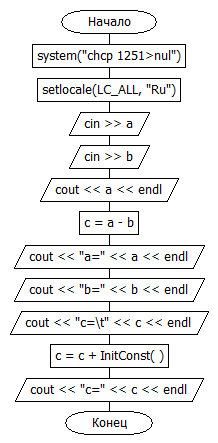 Начало
system("chcp 1251>nul")
setlocale(LC_ALL, "Ru")
cin >> a
cin >> b
cout << a << endl
c = a - b
cout << "a=" << a << endl
cout << "b=" << b << endl
cout << "c=\t" << c << endl
c = c + InitConst( )
cout << "c=" << c << endl
Конец